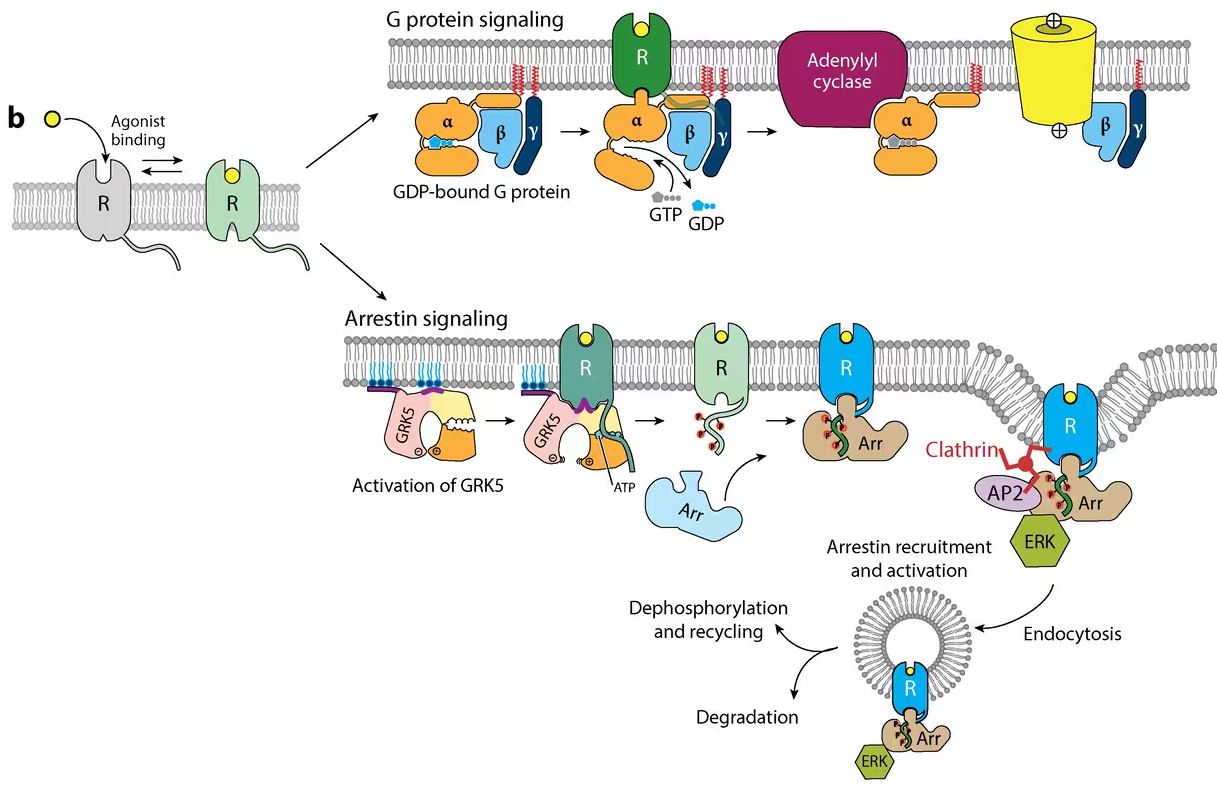 b
Agonist
binding
R
R
G protein signaling
α
β
γ
GDP-bound G protein
R
α
β
γ
GTP
GDP
Adenylyl
cyclase
α
β
γ
Arrestin signaling
GRK5
Activation of GRK5
R
GRK5
ATP
R
P
P
P
P
Arr
R
P
P
P
P
Arr
Clathrin
AP2
R
P
P
P
P
Arr
ERK
Arrestin recruitment
and activation
Endocytosis
Dephosphorylation
and recycling
Degradation
R
P
P
P
P
Arr
ERK